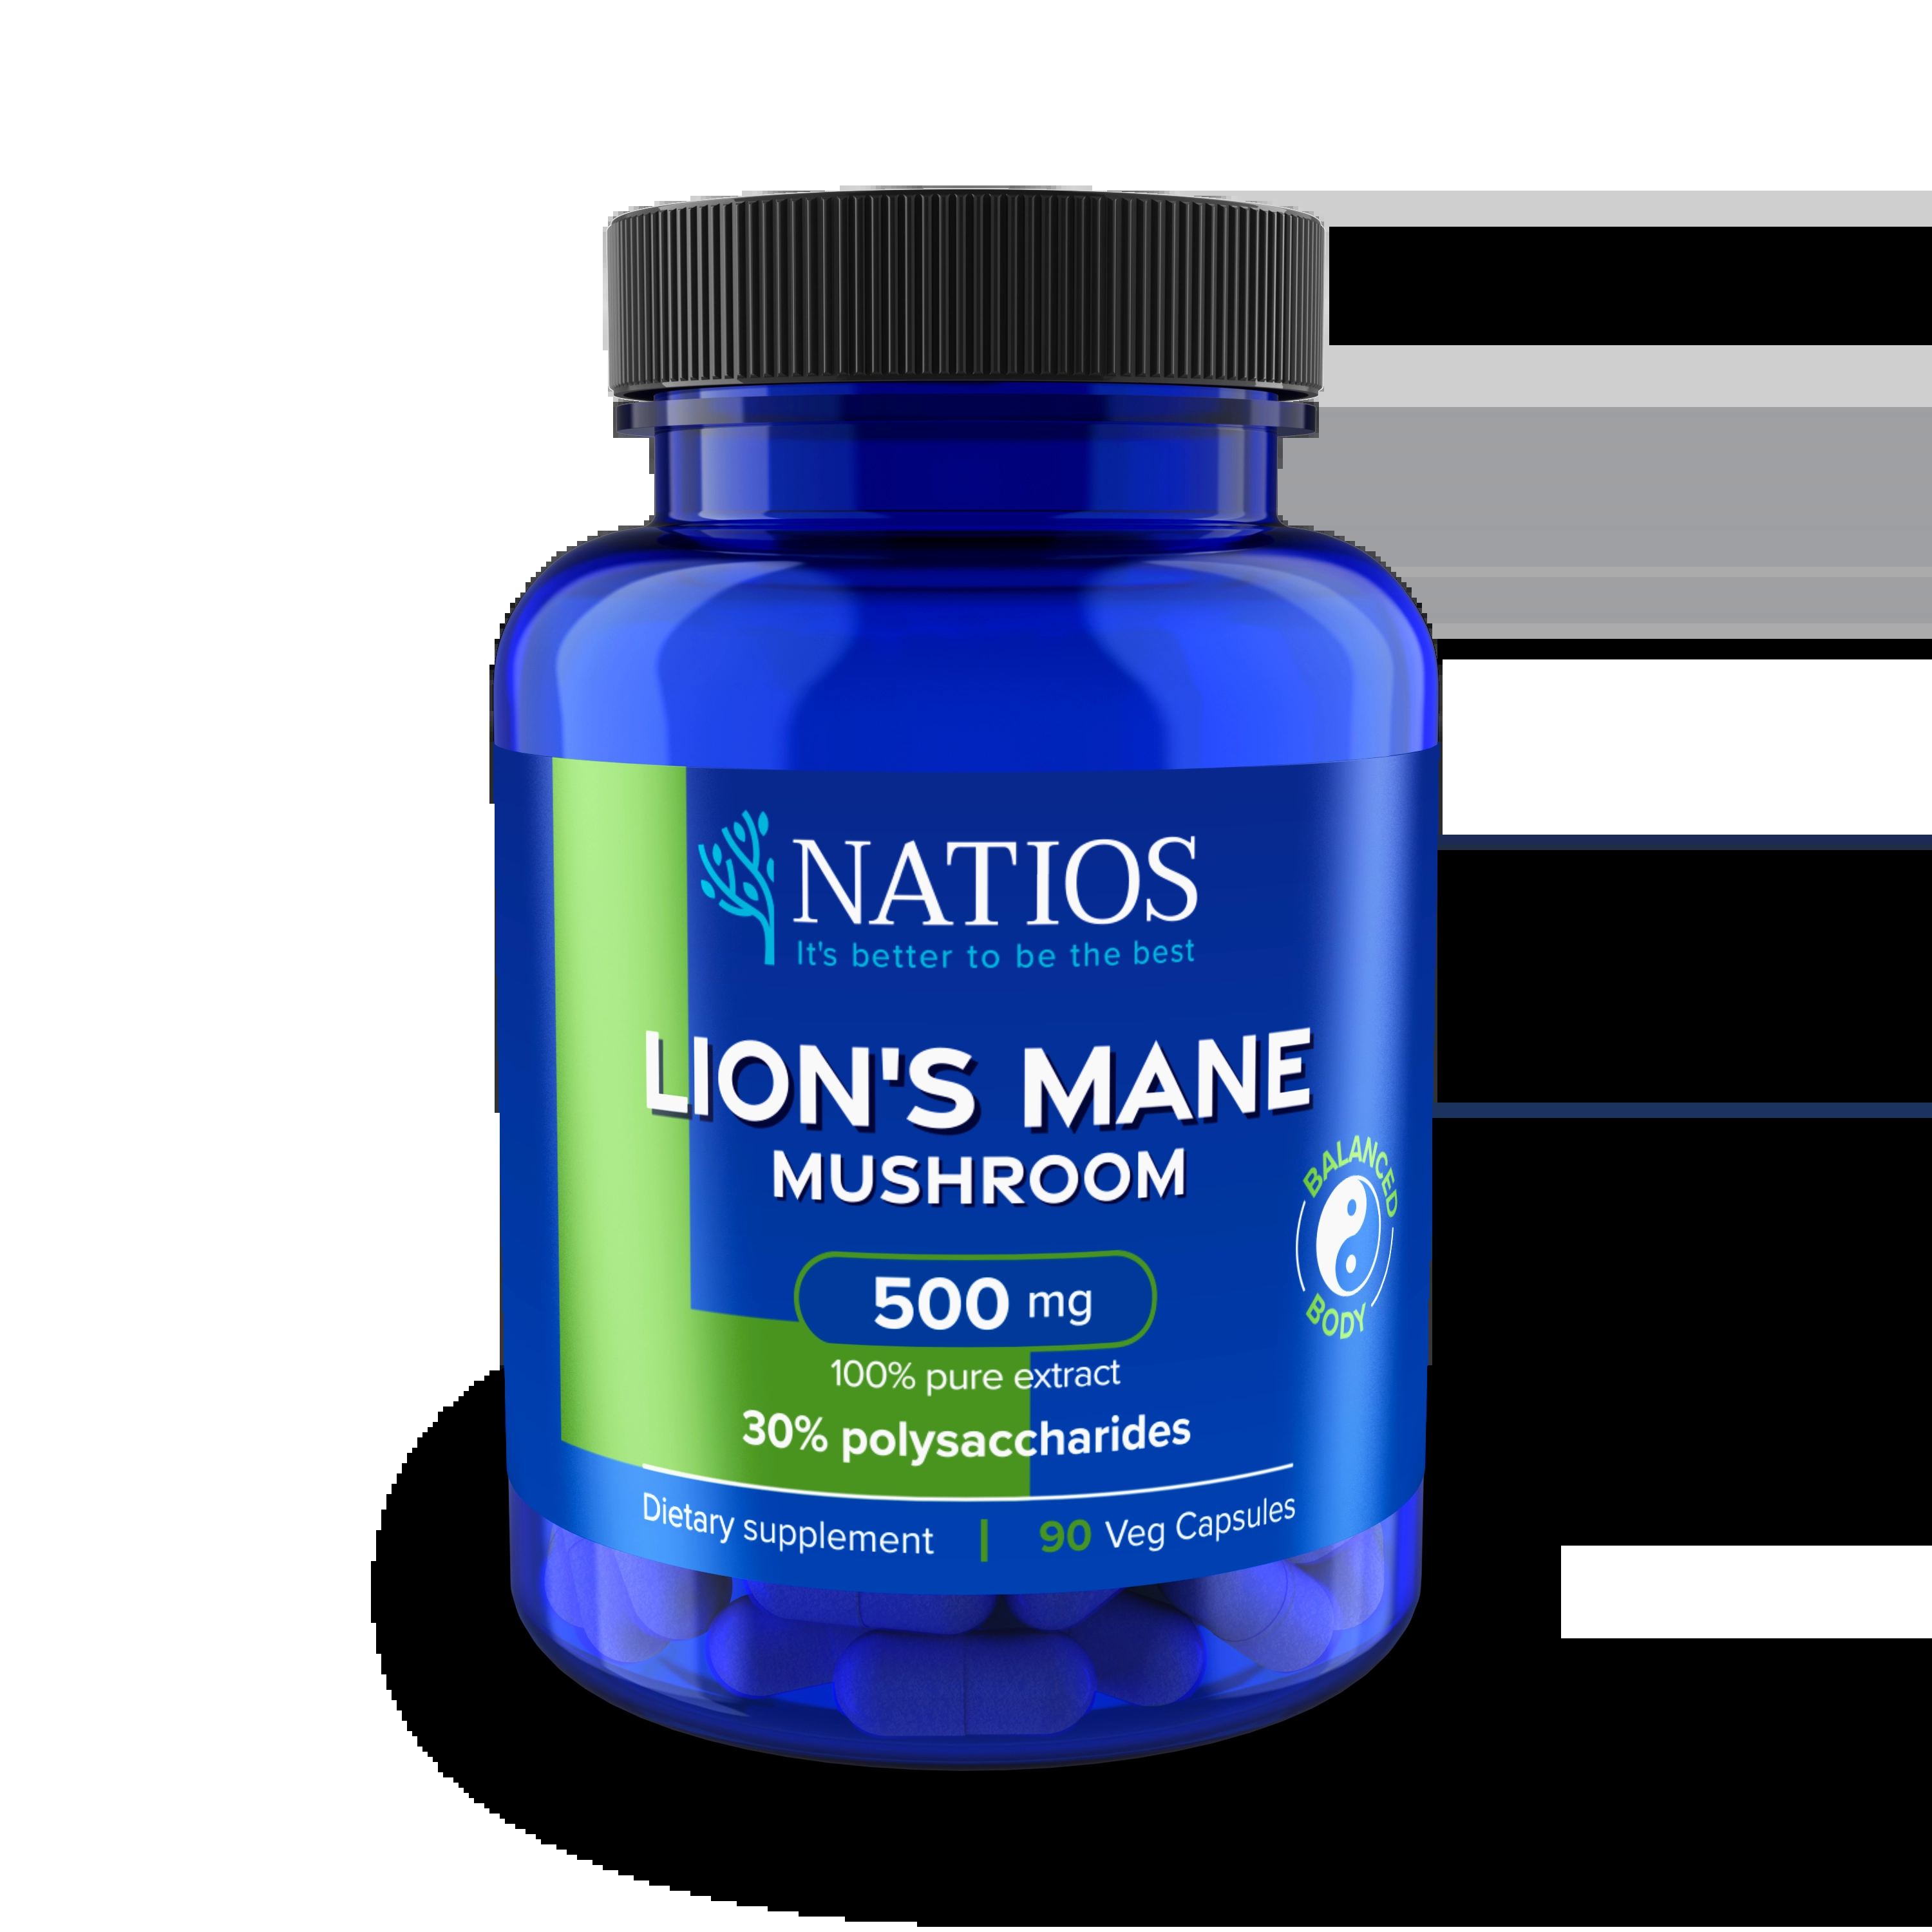 NATIOS
It's better to be the best
LION'S MANE
MUSHROOM
BALANCED
BODY
500 mg
100% pure extract
30% polysaccharides
Dietary supplement | 90 Veg Capsules